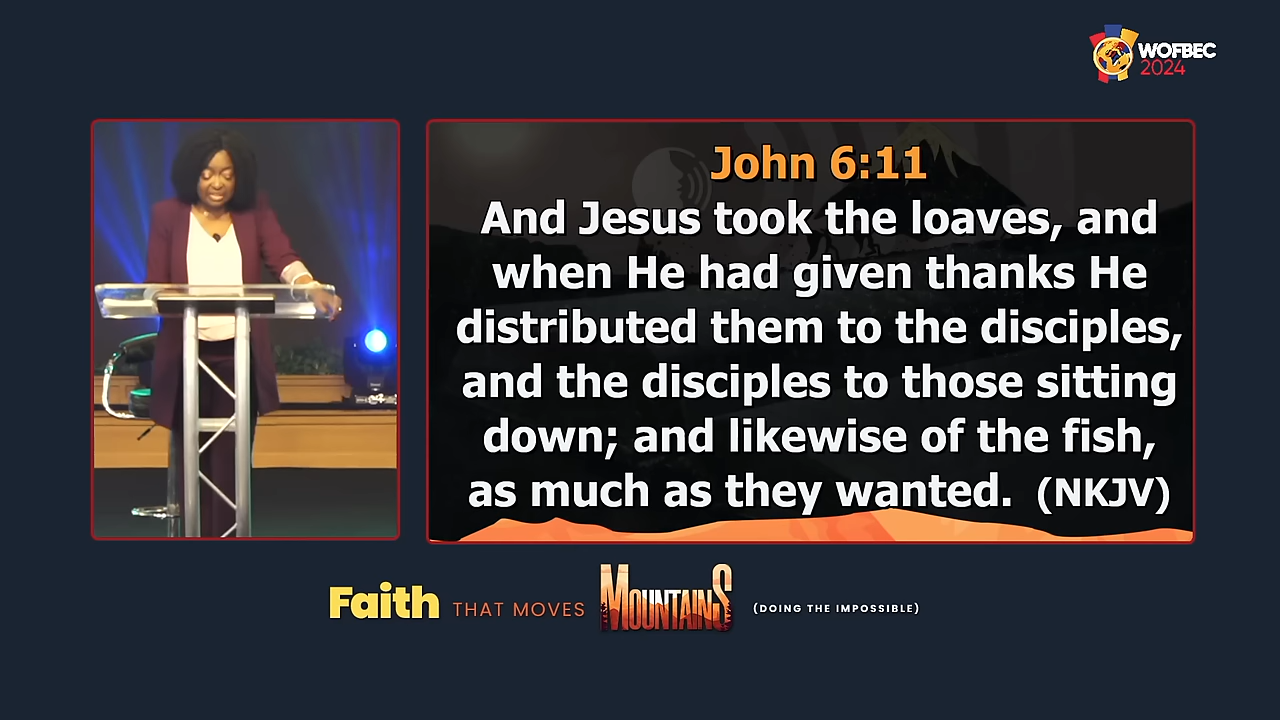 WOFBEC
2024
John 6:11
And Jesus took the loaves, and
when He had given thanks He
distributed them to the disciples,
and the disciples to those sitting
down; and likewise of the fish,
as much as they wanted. (NKJV)
Faith THAT MOVES MOUNTAINS (DOING THE IMPOSSIBLE)